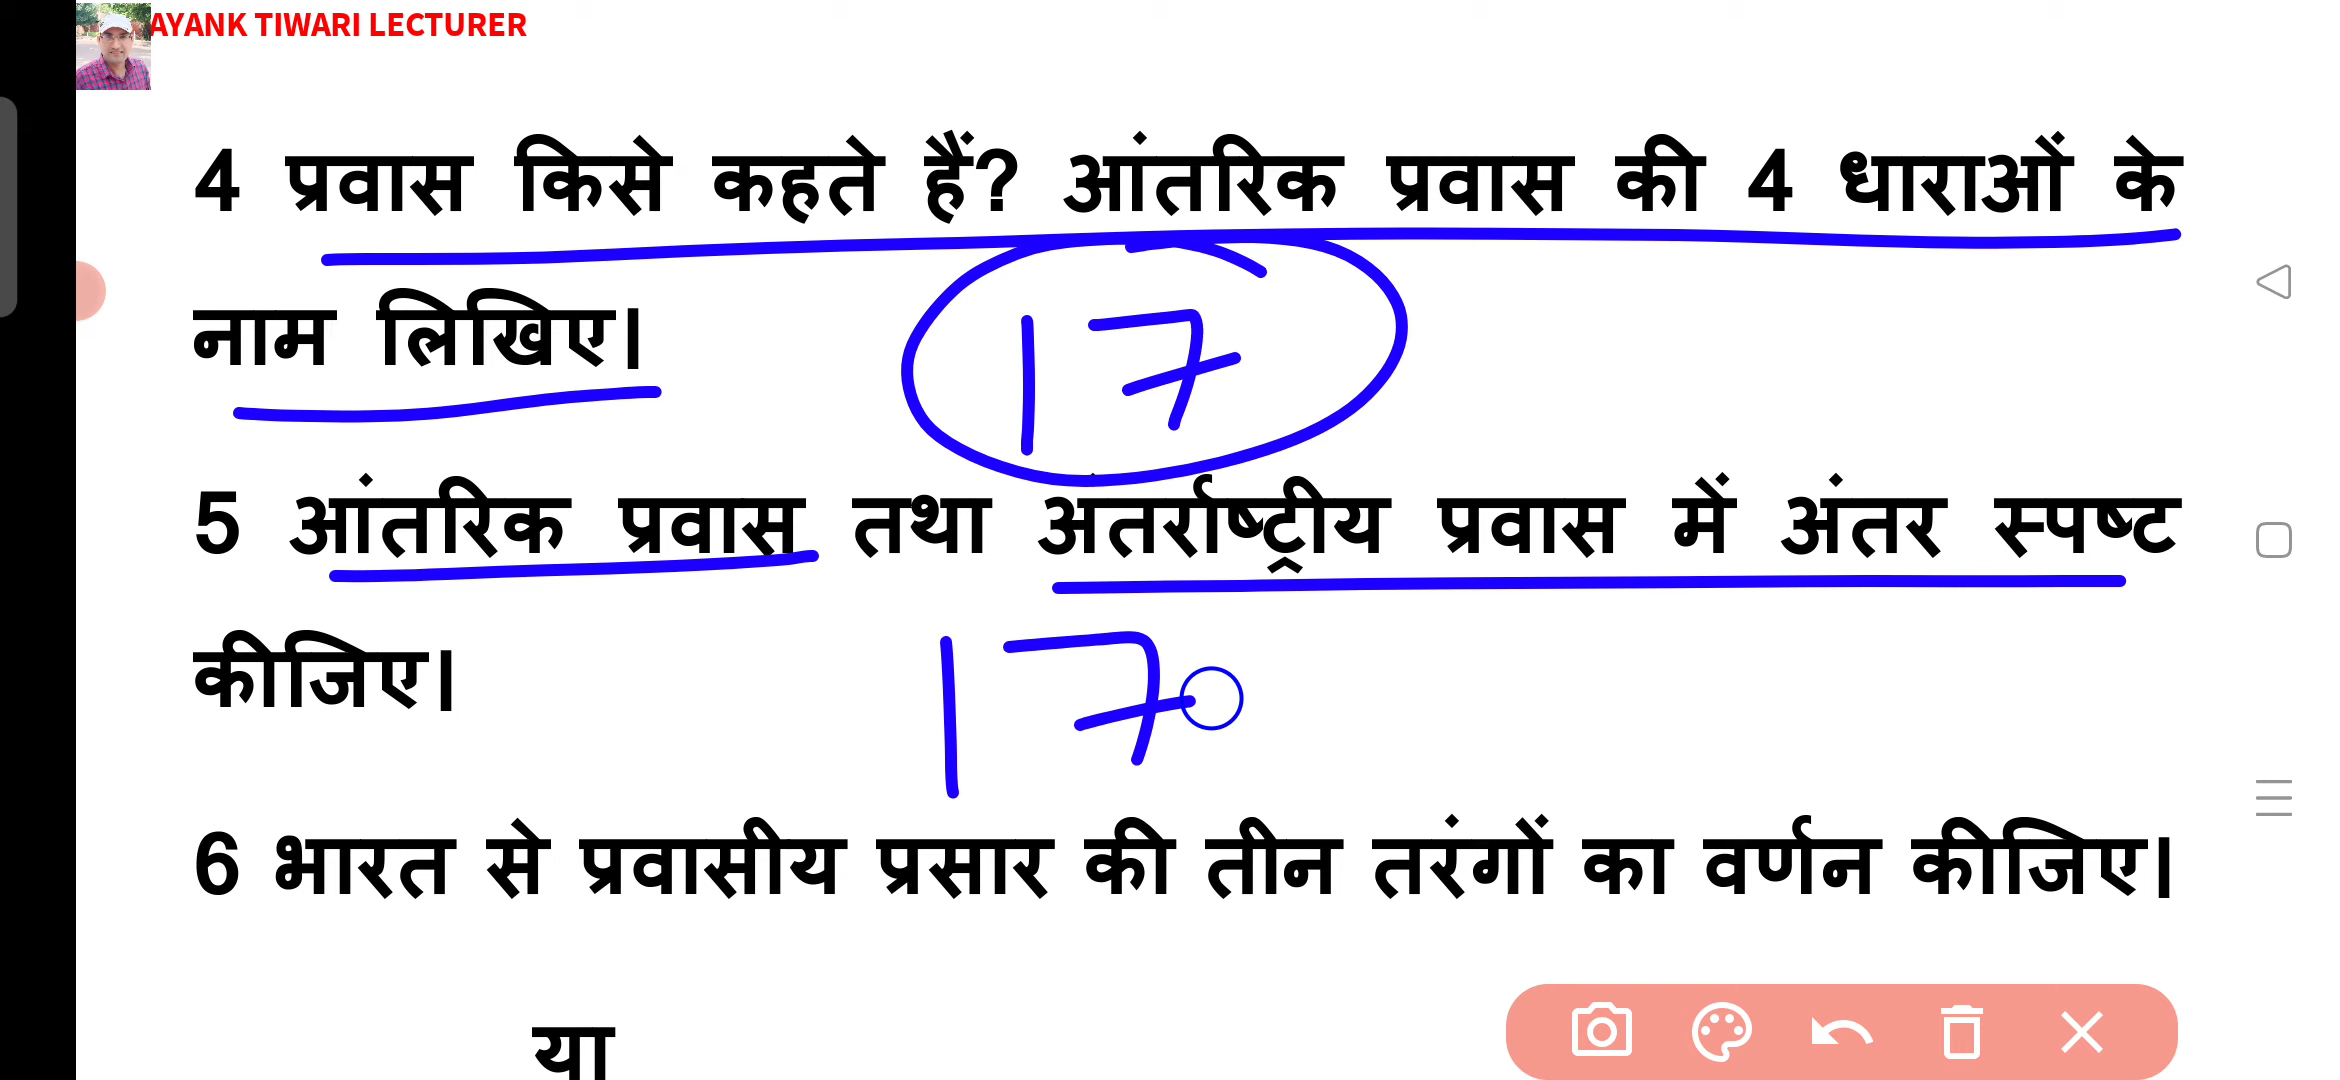 AYANK TIWARI LECTURER
4 प्रवास किसे कहते हैं? आंतरिक प्रवास की 4 धाराओं के
नाम लिखिए।
17
5 आंतरिक प्रवास तथा अंतर्राष्ट्रीय प्रवास में अंतर स्पष्ट
कीजिए।
17
6 भारत से प्रवासीय प्रसार की तीन तरंगों का वर्णन कीजिए।
या